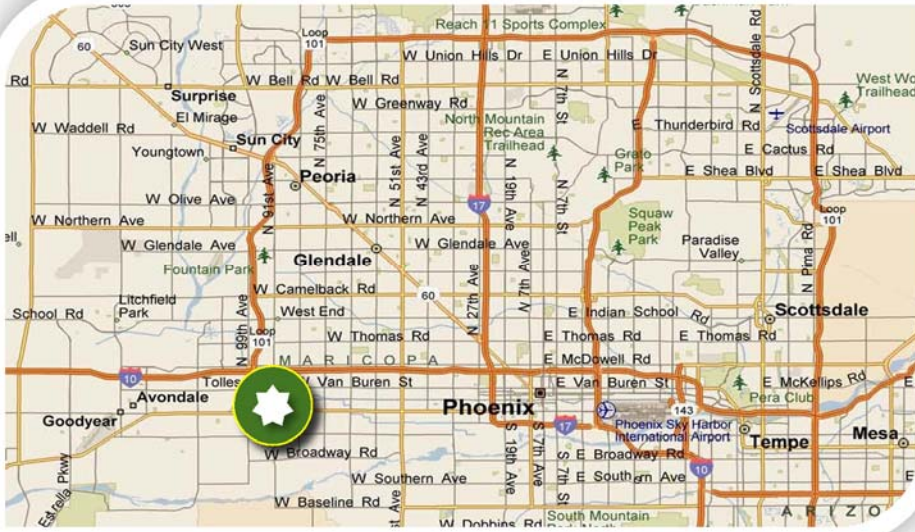 Reach 11 Sports Complex
60
Sun City West
Loop
101
W Union Hills Dr
E Union Hills Dr
N Scottsdale Rd
Rd
W Bell Rd
W Bell Rd
West Wo
Trailhead
Surprise
El Mirage
N 75th Ave
W Greenway Rd
N 7th St
W Waddell Rd
Sun City
North Mountain
Rec Area
Trailhead
E Thunderbird Rd
Scottsdale Airport
Youngtown
N 51st Ave
N 43rd Ave
N 19th Ave
Grato
Park
E Cactus Rd
Peoria
E Shea Blvd
E Shea Blvd
W Olive Ave
N 91st Ave
17
N 7th St
W Northern Ave
W Northern Ave
Squaw
Peak
Park
Loop
101
W Glendale Ave
W Glendale Ave
Paradise
Valley
Fountain Park
Glendale
N 27th Ave
N 7th Ave
N Pima Rd
W Camelback Rd
60
Litchfield
Park
School Rd
West End
E Indian School Rd
Scottsdale
N 99th Ave
Loop
101
W Thomas Rd
E Thomas Rd
E Thomas Rd
MARICOPA
E McDowell Rd
10
Tolles
W Van Buren St
E Van Buren St
E McKellips Rd
Avondale
Pera Club
Goodyear
Phoenix
143
17
Phoenix Sky Harbor
International Airport
Tempe
Mesa
W Broadway Rd
S 19th Ave
S 7th Ave
S 7th St
E Broadway Rd
10
Estrella Pkwy
W Southern Ave
E Southern Ave
W Baseline Rd
st Ave
W Dobbins Rd
South Mountain
ARIZO